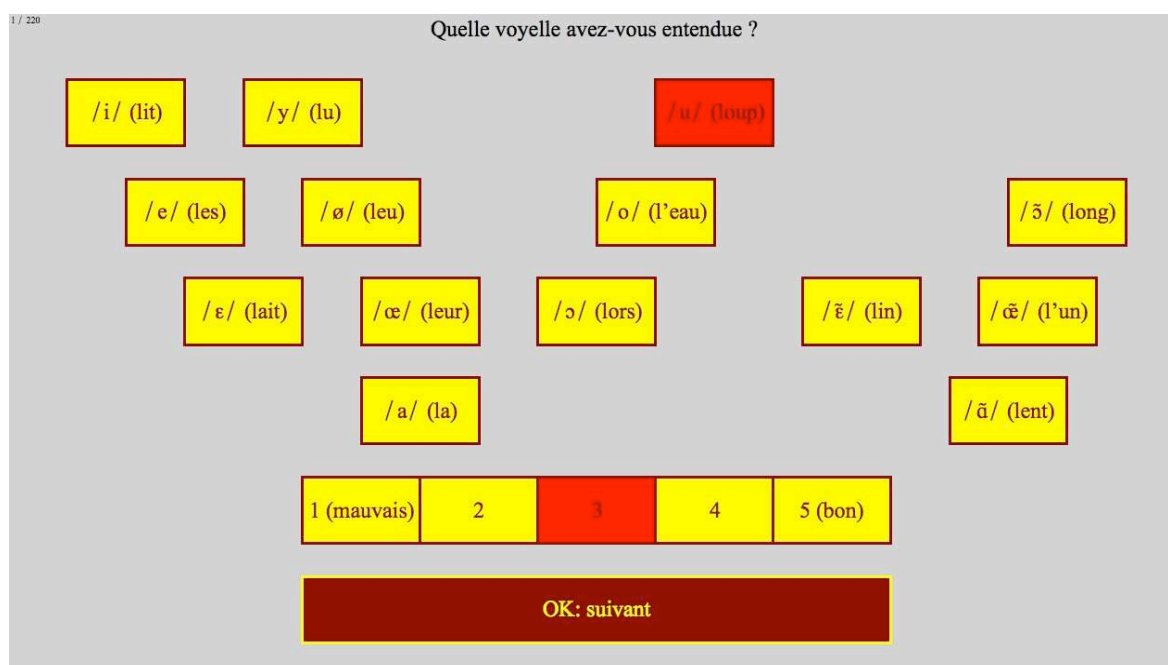 1 / 220
Quelle voyelle avez-vous entendue ?
/i/ (lit) /y/ (lu) /u/ (loup)
/e/ (les) /ø/ (leu) /o/ (l’eau) /ɔ̃/ (long)
/ɛ/ (lait) /œ/ (leur) /ɔ/ (lors) /ɛ̃/ (lin) /œ̃/ (l’un)
/a/ (la) /ɑ̃/ (lent)
1 (mauvais) 2 3 4 5 (bon)
OK: suivant